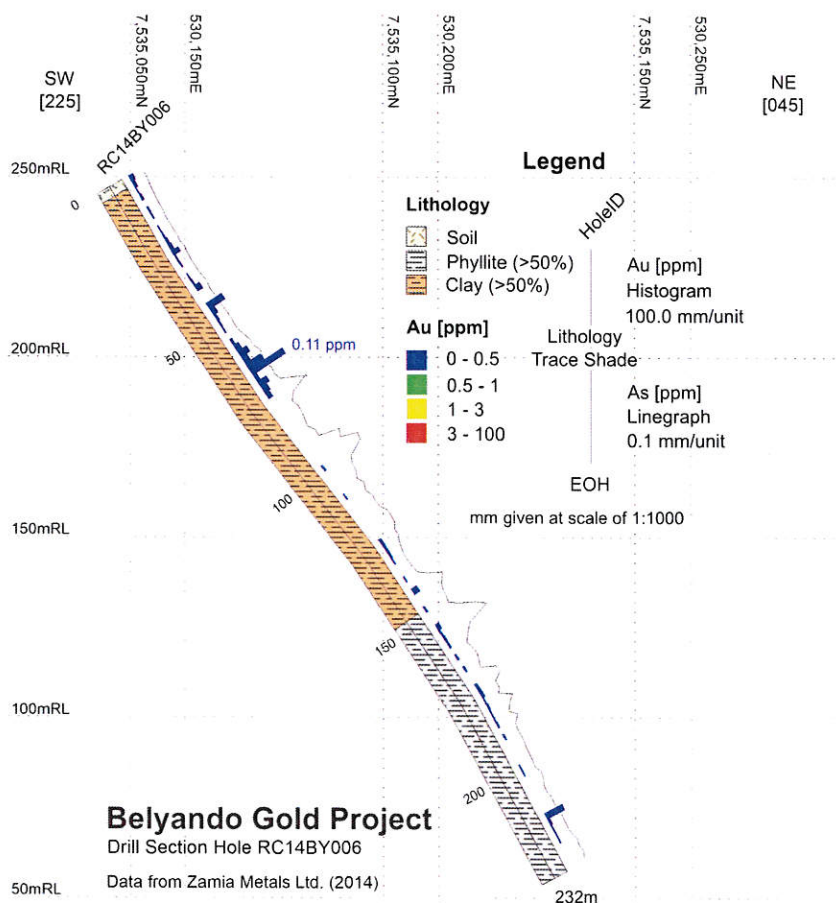 7,535,050mN
530,150mE
7,535,100mN
530,200mE
7,535,150mN
530,250mE
SW
[225]
NE
[045]
RC14BY006
250mRL
0
Legend
Lithology
Soil
Phyllite (>50%)
Clay (>50%)
HoleID
Au [ppm]
Histogram
100.0 mm/unit
Lithology
Trace Shade
As [ppm]
Linegraph
0.1 mm/unit
EOH
mm given at scale of 1:1000
Au [ppm]
0 - 0.5
0.5 - 1
1 - 3
3 - 100
0.11 ppm
200mRL
50
100
150mRL
150
100mRL
200
Belyando Gold Project
Drill Section Hole RC14BY006
Data from Zamia Metals Ltd. (2014)
50mRL
232m